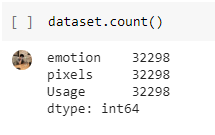 [ ] dataset.count()
emotion 32298
pixels 32298
Usage 32298
dtype: int64